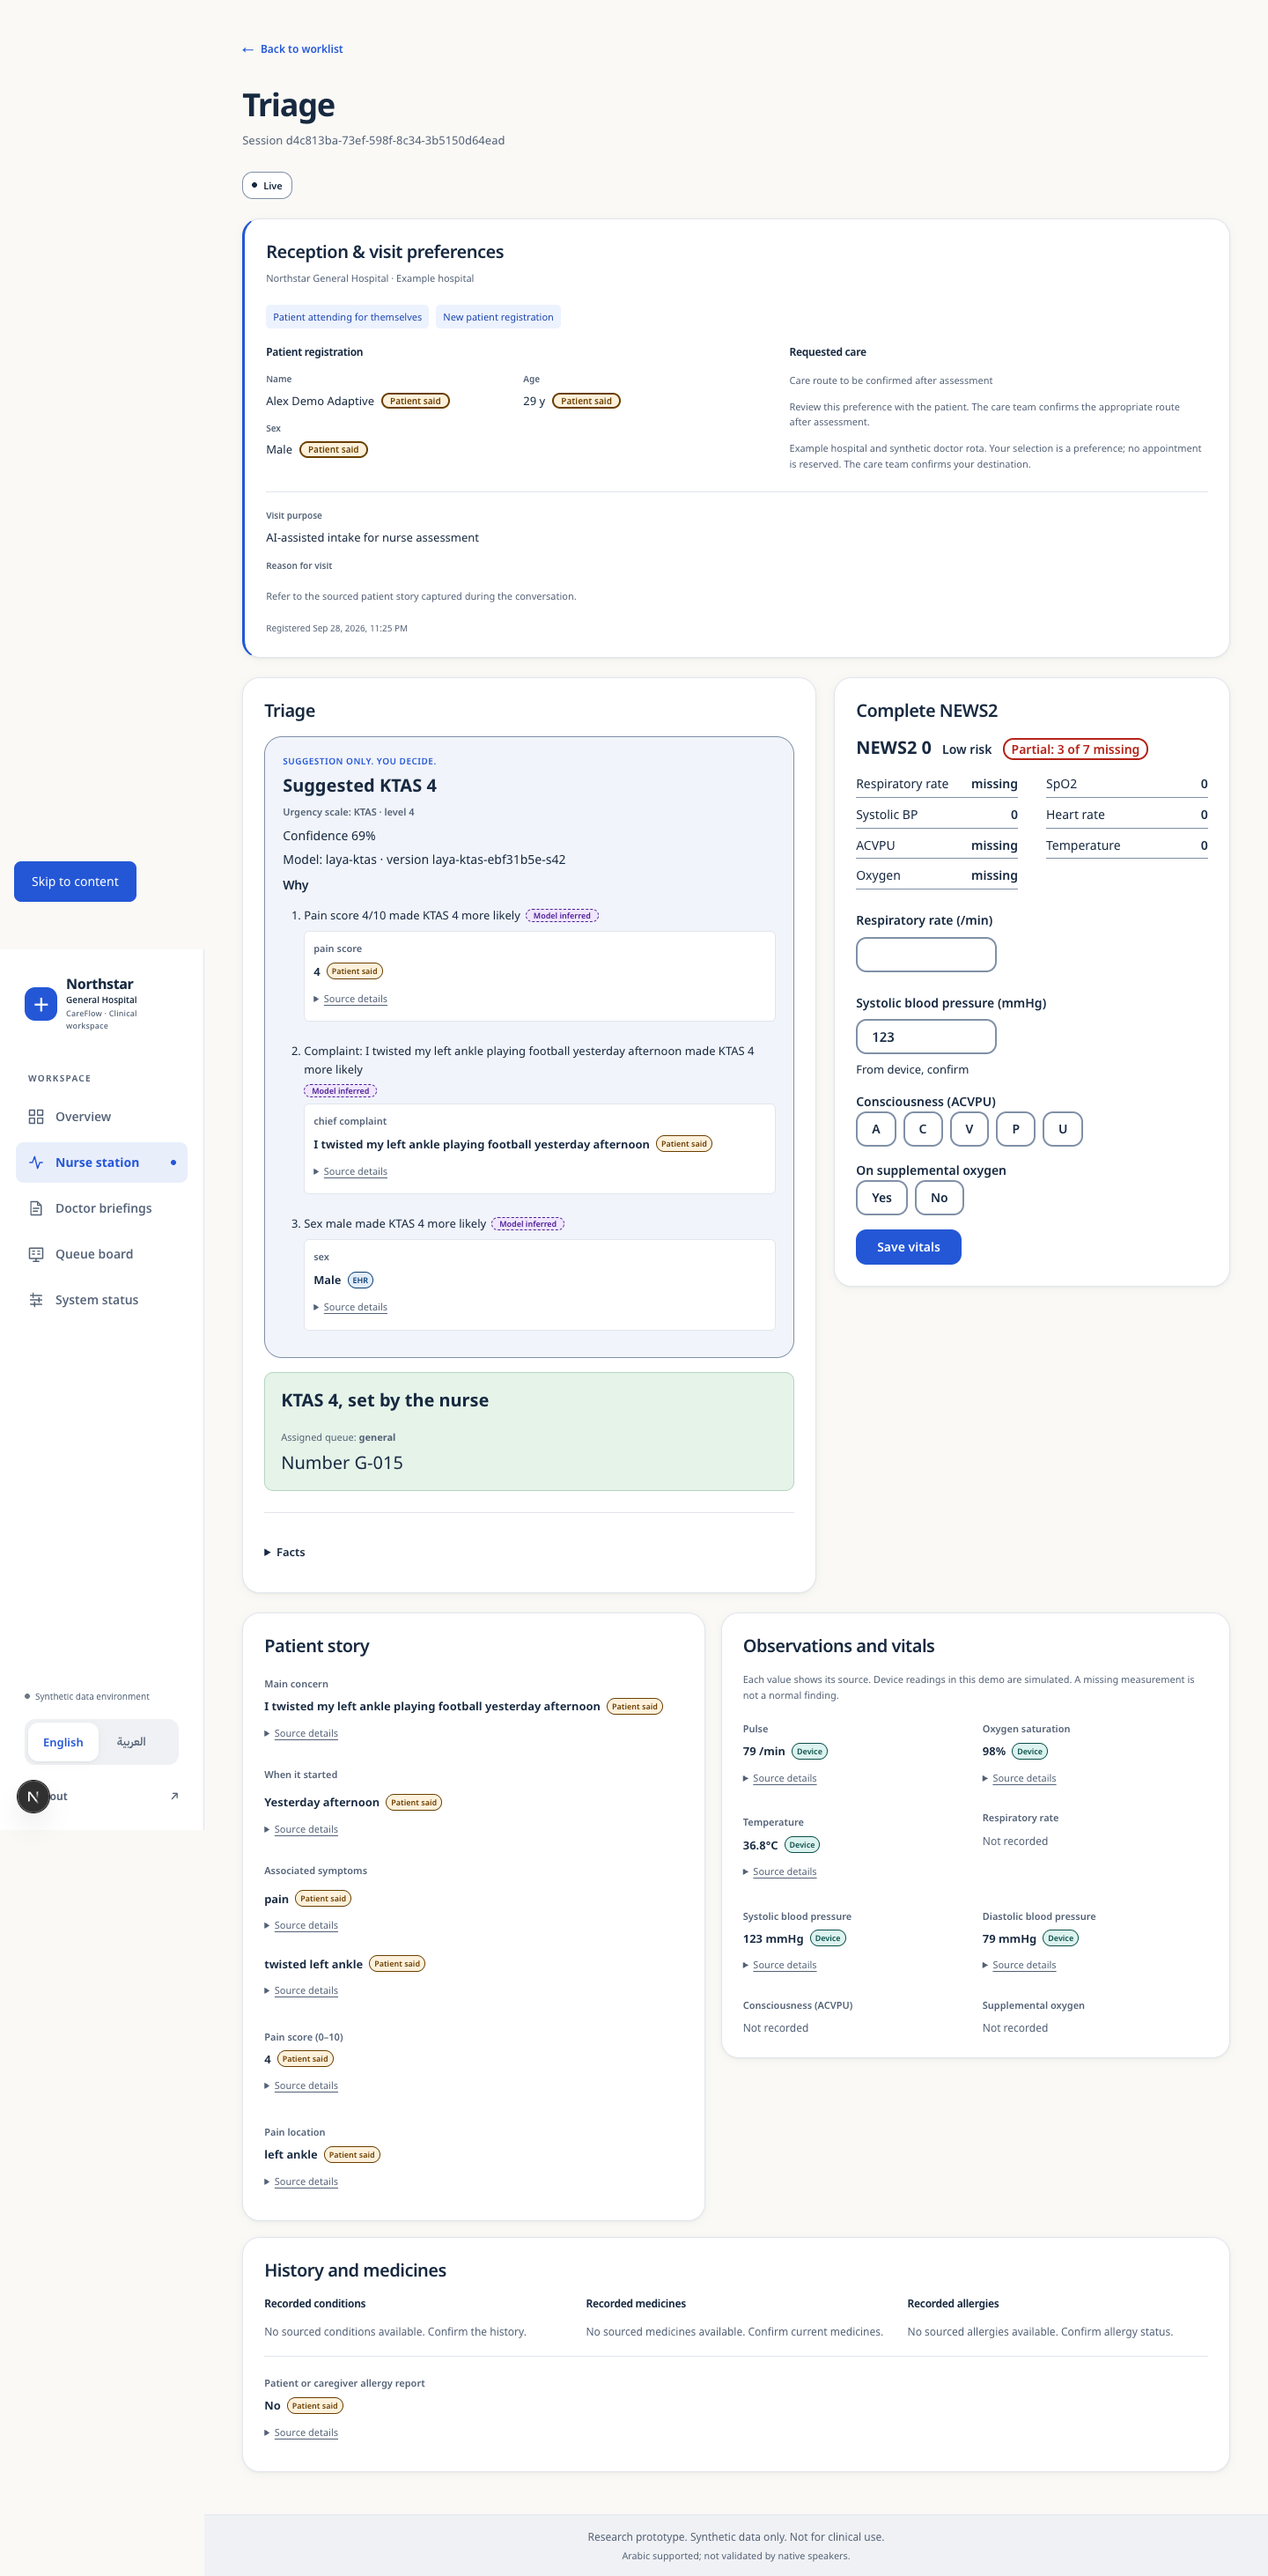 ← Back to worklist
Triage
Session d4c813ba-73ef-598f-8c34-3b5150d64ead
Live
Reception & visit preferences
Northstar General Hospital · Example hospital
Patient attending for themselves
New patient registration
Patient registration
Name
Alex Demo Adaptive Patient said
Age
29 y Patient said
Sex
Male Patient said
Requested care
Care route to be confirmed after assessment
Review this preference with the patient. The care team confirms the appropriate route
after assessment.
Example hospital and synthetic doctor rota. Your selection is a preference; no appointment
is reserved. The care team confirms your destination.
Visit purpose
AI-assisted intake for nurse assessment
Reason for visit
Refer to the sourced patient story captured during the conversation.
Registered Sep 28, 2026, 11:25 PM
Skip to content
Northstar
General Hospital
CareFlow · Clinical
workspace
WORKSPACE
Overview
Nurse station
Doctor briefings
Queue board
System status
Synthetic data environment
English
العربية
N
out
Triage
SUGGESTION ONLY. YOU DECIDE.
Suggested KTAS 4
Urgency scale: KTAS · level 4
Confidence 69%
Model: laya-ktas · version laya-ktas-ebf31b5e-s42
Why
1. Pain score 4/10 made KTAS 4 more likely Model inferred
pain score
4 Patient said
Source details
2. Complaint: I twisted my left ankle playing football yesterday afternoon made KTAS 4
more likely
Model inferred
chief complaint
I twisted my left ankle playing football yesterday afternoon Patient said
Source details
3. Sex male made KTAS 4 more likely Model inferred
sex
Male EHR
Source details
KTAS 4, set by the nurse
Assigned queue: general
Number G-015
Facts
Complete NEWS2
NEWS2 0 Low risk Partial: 3 of 7 missing
Respiratory rate missing
SpO2 0
Systolic BP 0
Heart rate 0
ACVPU missing
Temperature 0
Oxygen missing
Respiratory rate (/min)
Systolic blood pressure (mmHg)
123
From device, confirm
Consciousness (ACVPU)
A C V P U
On supplemental oxygen
Yes No
Save vitals
Patient story
Main concern
I twisted my left ankle playing football yesterday afternoon Patient said
Source details
When it started
Yesterday afternoon Patient said
Source details
Associated symptoms
pain Patient said
Source details
twisted left ankle Patient said
Source details
Pain score (0–10)
4 Patient said
Source details
Pain location
left ankle Patient said
Source details
Observations and vitals
Each value shows its source. Device readings in this demo are simulated. A missing measurement is
not a normal finding.
Pulse
79 /min Device
Source details
Oxygen saturation
98% Device
Source details
Temperature
36.8°C Device
Source details
Respiratory rate
Not recorded
Systolic blood pressure
123 mmHg Device
Source details
Diastolic blood pressure
79 mmHg Device
Source details
Consciousness (ACVPU)
Not recorded
Supplemental oxygen
Not recorded
History and medicines
Recorded conditions
No sourced conditions available. Confirm the history.
Recorded medicines
No sourced medicines available. Confirm current medicines.
Recorded allergies
No sourced allergies available. Confirm allergy status.
Patient or caregiver allergy report
No Patient said
Source details
Research prototype. Synthetic data only. Not for clinical use.
Arabic supported; not validated by native speakers.